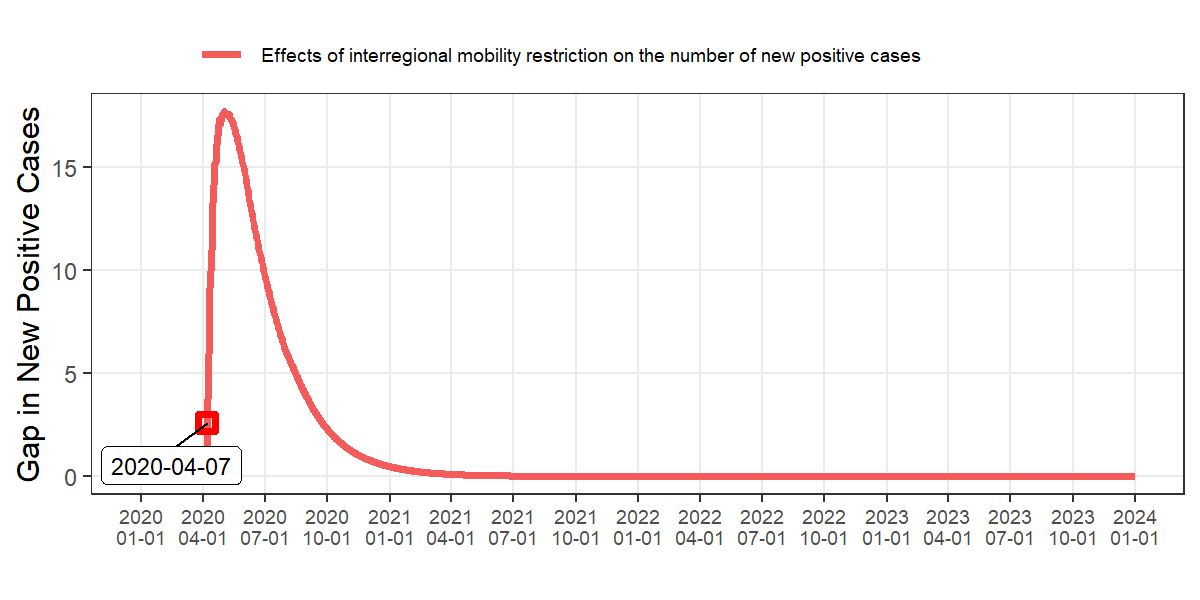 Effects of interregional mobility restriction on the number of new positive cases
Gap in New Positive Cases
15
10
5
0
2020-04-07
2020 2020 2020 2020 2021 2021 2021 2021 2022 2022 2022 2022 2023 2023 2023 2023 2024
01-01 04-01 07-01 10-01 01-01 04-01 07-01 10-01 01-01 04-01 07-01 10-01 01-01 04-01 07-01 10-01 01-01